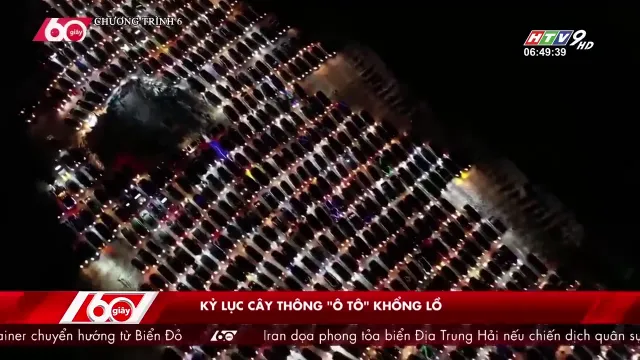 60 giây
CHƯƠNG TRÌNH 6
HTV9 HD
06:49:39
60 giây
KỶ LỤC CÂY THÔNG "Ô TÔ" KHỔNG LỒ
ainer chuyển hướng từ Biển Đỏ 60 giây Iran dọa phong tỏa biển Địa Trung Hải nếu chiến dịch quân s